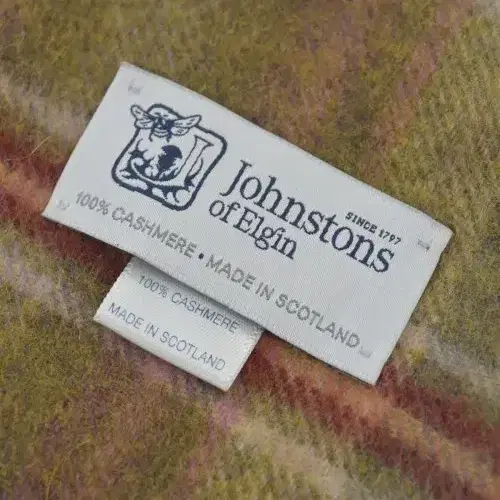 SINCE 1797
Johnstons
of Elgin
100% CASHMERE • MADE IN SCOTLAND
100% CASHMERE
MADE IN SCOTLAND